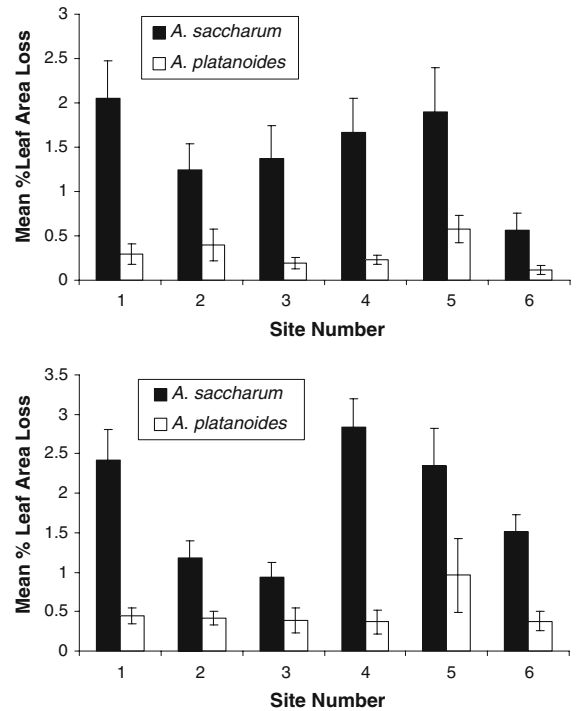 A. saccharum
A. platanoides
Mean %Leaf Area Loss
3
2.5
2
1.5
1
0.5
0
1 2 3 4 5 6
Site Number
A. saccharum
A. platanoides
Mean % Leaf Area Loss
3.5
3
2.5
2
1.5
1
0.5
0
1 2 3 4 5 6
Site Number